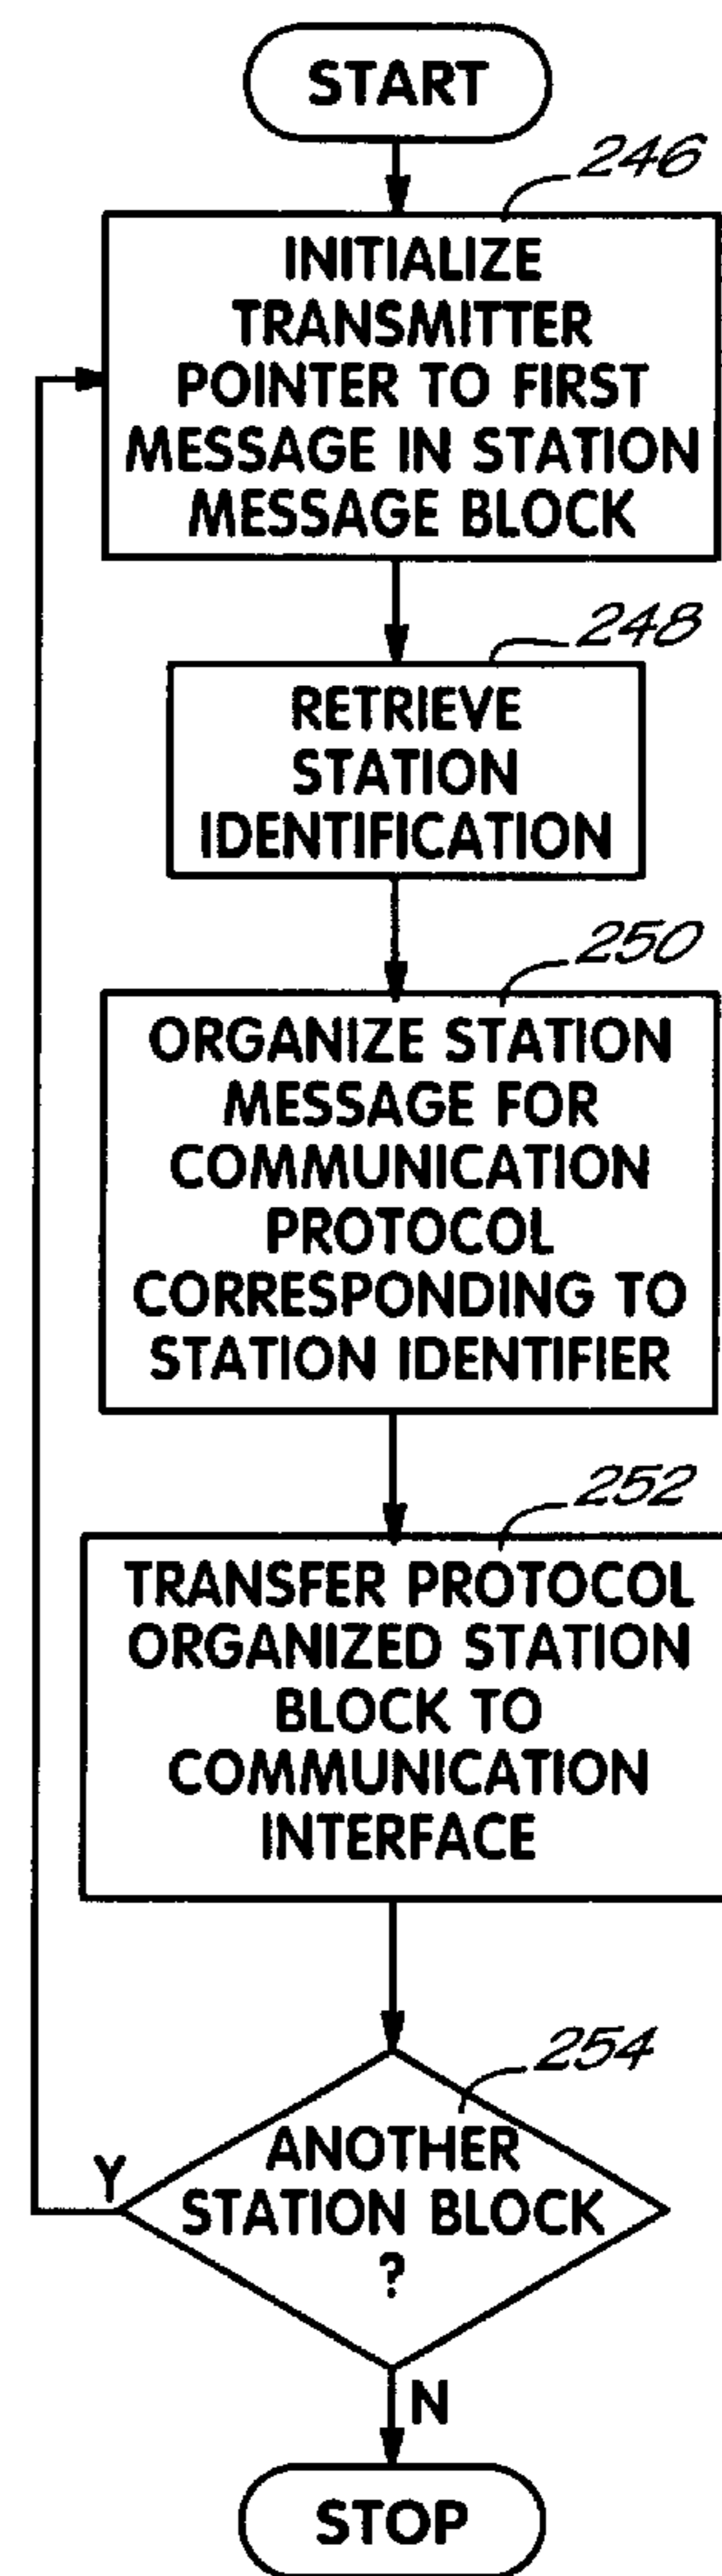 START
246
INITIALIZE
TRANSMITTER
POINTER TO FIRST
MESSAGE IN STATION
MESSAGE BLOCK
248
RETRIEVE
STATION
IDENTIFICATION
250
ORGANIZE STATION
MESSAGE FOR
COMMUNICATION
PROTOCOL
CORRESPONDING TO
STATION IDENTIFIER
252
TRANSFER PROTOCOL
ORGANIZED STATION
BLOCK TO
COMMUNICATION
INTERFACE
254
ANOTHER
STATION BLOCK
?
Y
N
STOP